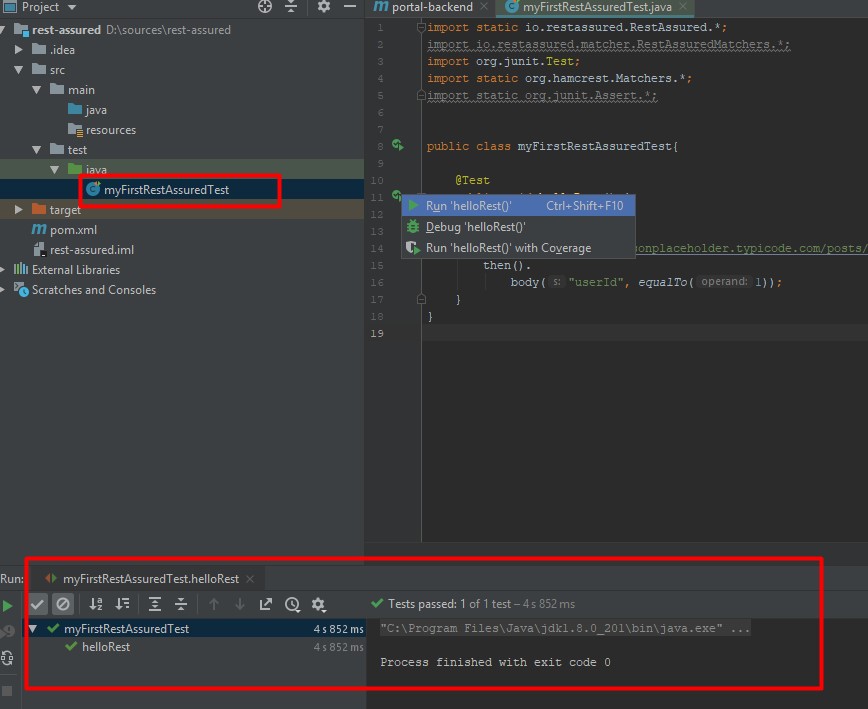 Project
rest-assured D:\sources\rest-assured
.idea
src
main
java
resources
test
java
myFirstRestAssuredTest
target
pom.xml
rest-assured.iml
External Libraries
Scratches and Consoles
portal-backend
myFirstRestAssuredTest.java
1 import static io.restassured.RestAssured.*;
2 import io.restassured.matcher.RestAssuredMatchers.*;
3 import org.junit.Test;
4 import static org.hamcrest.Matchers.*;
5 import static org.junit.Assert.*;
6
7
8 public class myFirstRestAssuredTest{
9
10 @Test
11
12
13
14 onplaceholder.typicode.com/posts/
15 then().
16 body( s: "userId", equalTo( operand: 1));
17 }
18 }
19
Run 'helloRest()' Ctrl+Shift+F10
Debug 'helloRest()'
Run 'helloRest()' with Coverage
Run:
myFirstRestAssuredTest.helloRest
Tests passed: 1 of 1 test – 4 s 852 ms
myFirstRestAssuredTest 4 s 852 ms
helloRest 4 s 852 ms
"C:\Program Files\Java\jdk1.8.0_201\bin\java.exe" ...
Process finished with exit code 0